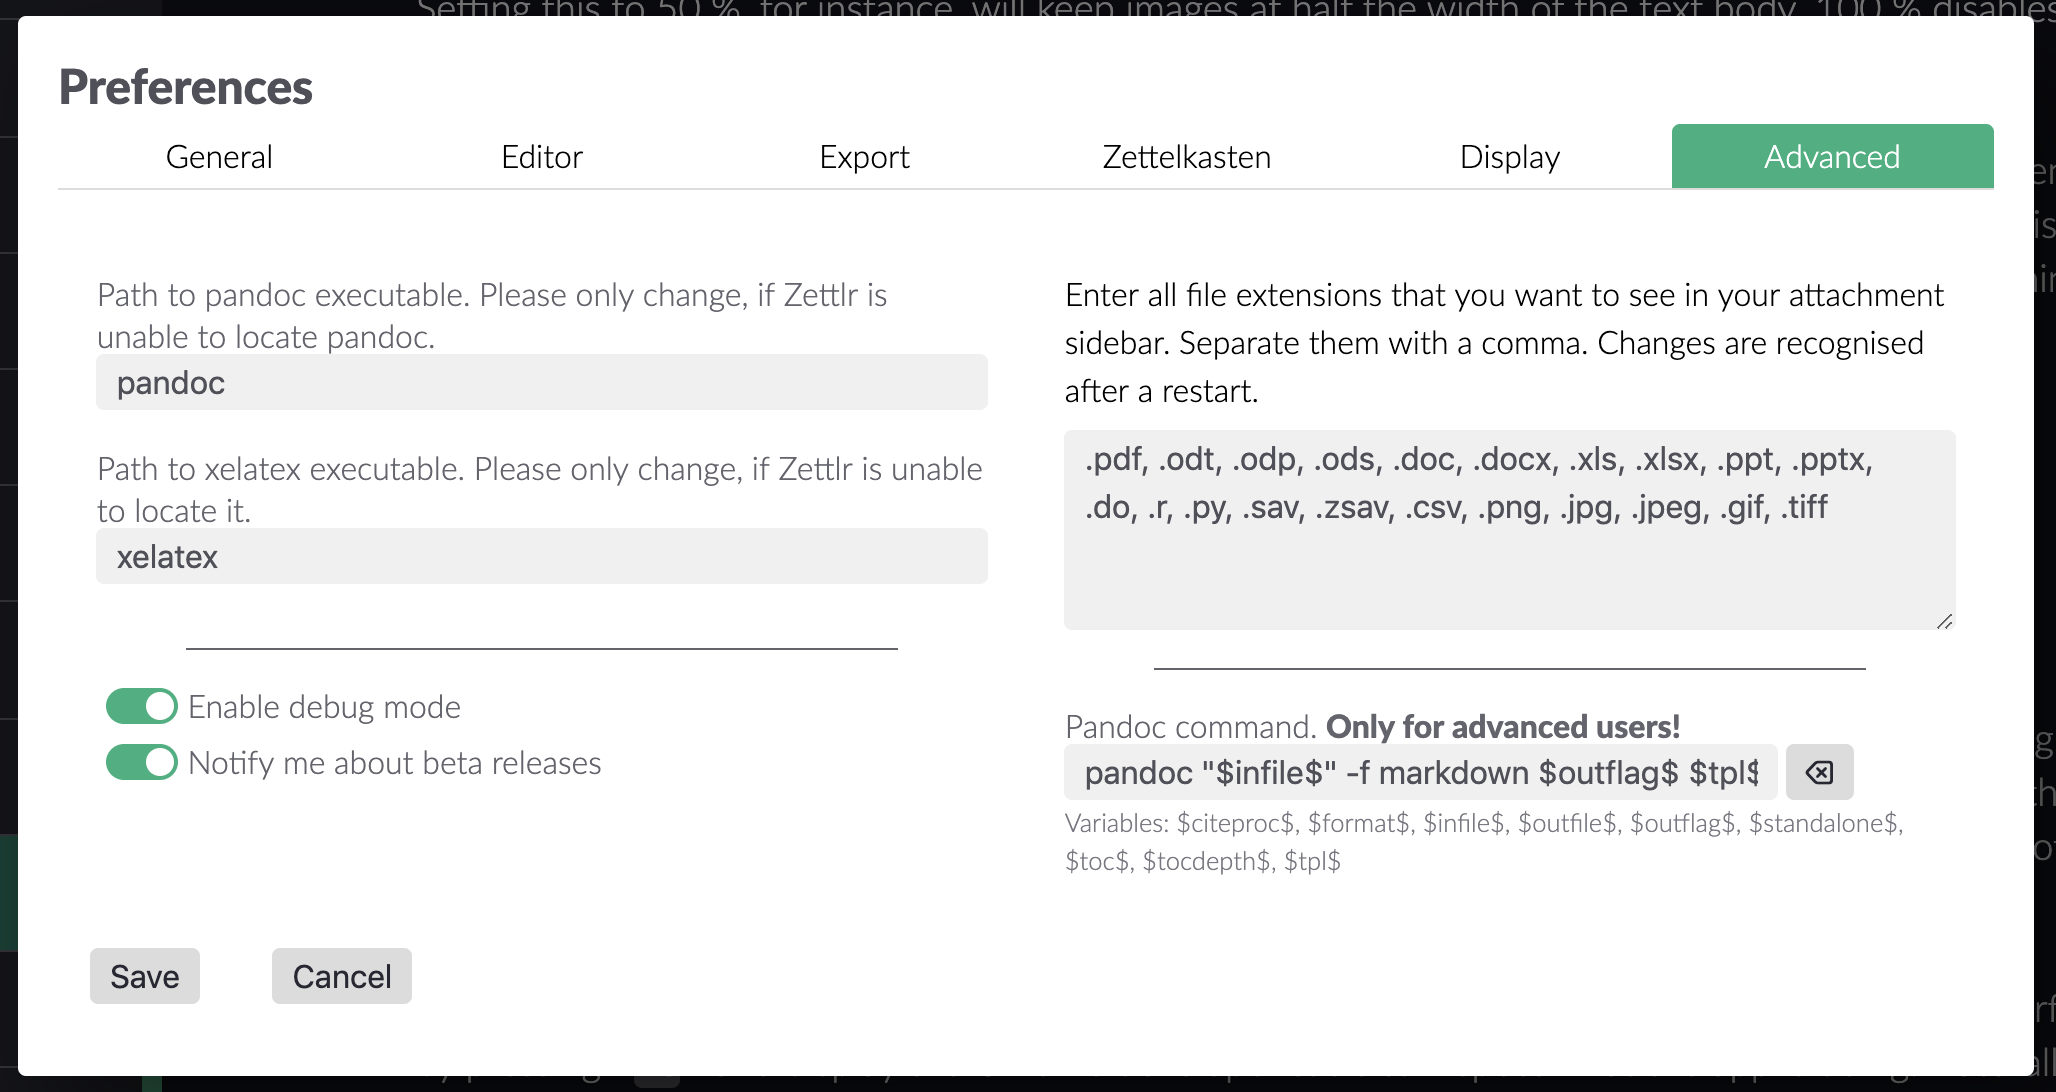 Setting this to 50 %, for instance, will keep images at half the width of the text body, 100 % disables
Preferences
General Editor Export Zettelkasten Display Advanced
Path to pandoc executable. Please only change, if Zettlr is
unable to locate pandoc.
pandoc
Path to xelatex executable. Please only change, if Zettlr is unable
to locate it.
xelatex
Enable debug mode
Notify me about beta releases
Enter all file extensions that you want to see in your attachment
sidebar. Separate them with a comma. Changes are recognised
after a restart.
.pdf, .odt, .odp, .ods, .doc, .docx, .xls, .xlsx, .ppt, .pptx,
.do, .r, .py, .sav, .zsav, .csv, .png, .jpg, .jpeg, .gif, .tiff
Pandoc command. Only for advanced users!
pandoc "$infile$" -f markdown $outflag$ $tpl$
Variables: $citeproc$, $format$, $infile$, $outfile$, $outflag$, $standalone$,
$toc$, $tocdepth$, $tpl$
Save Cancel